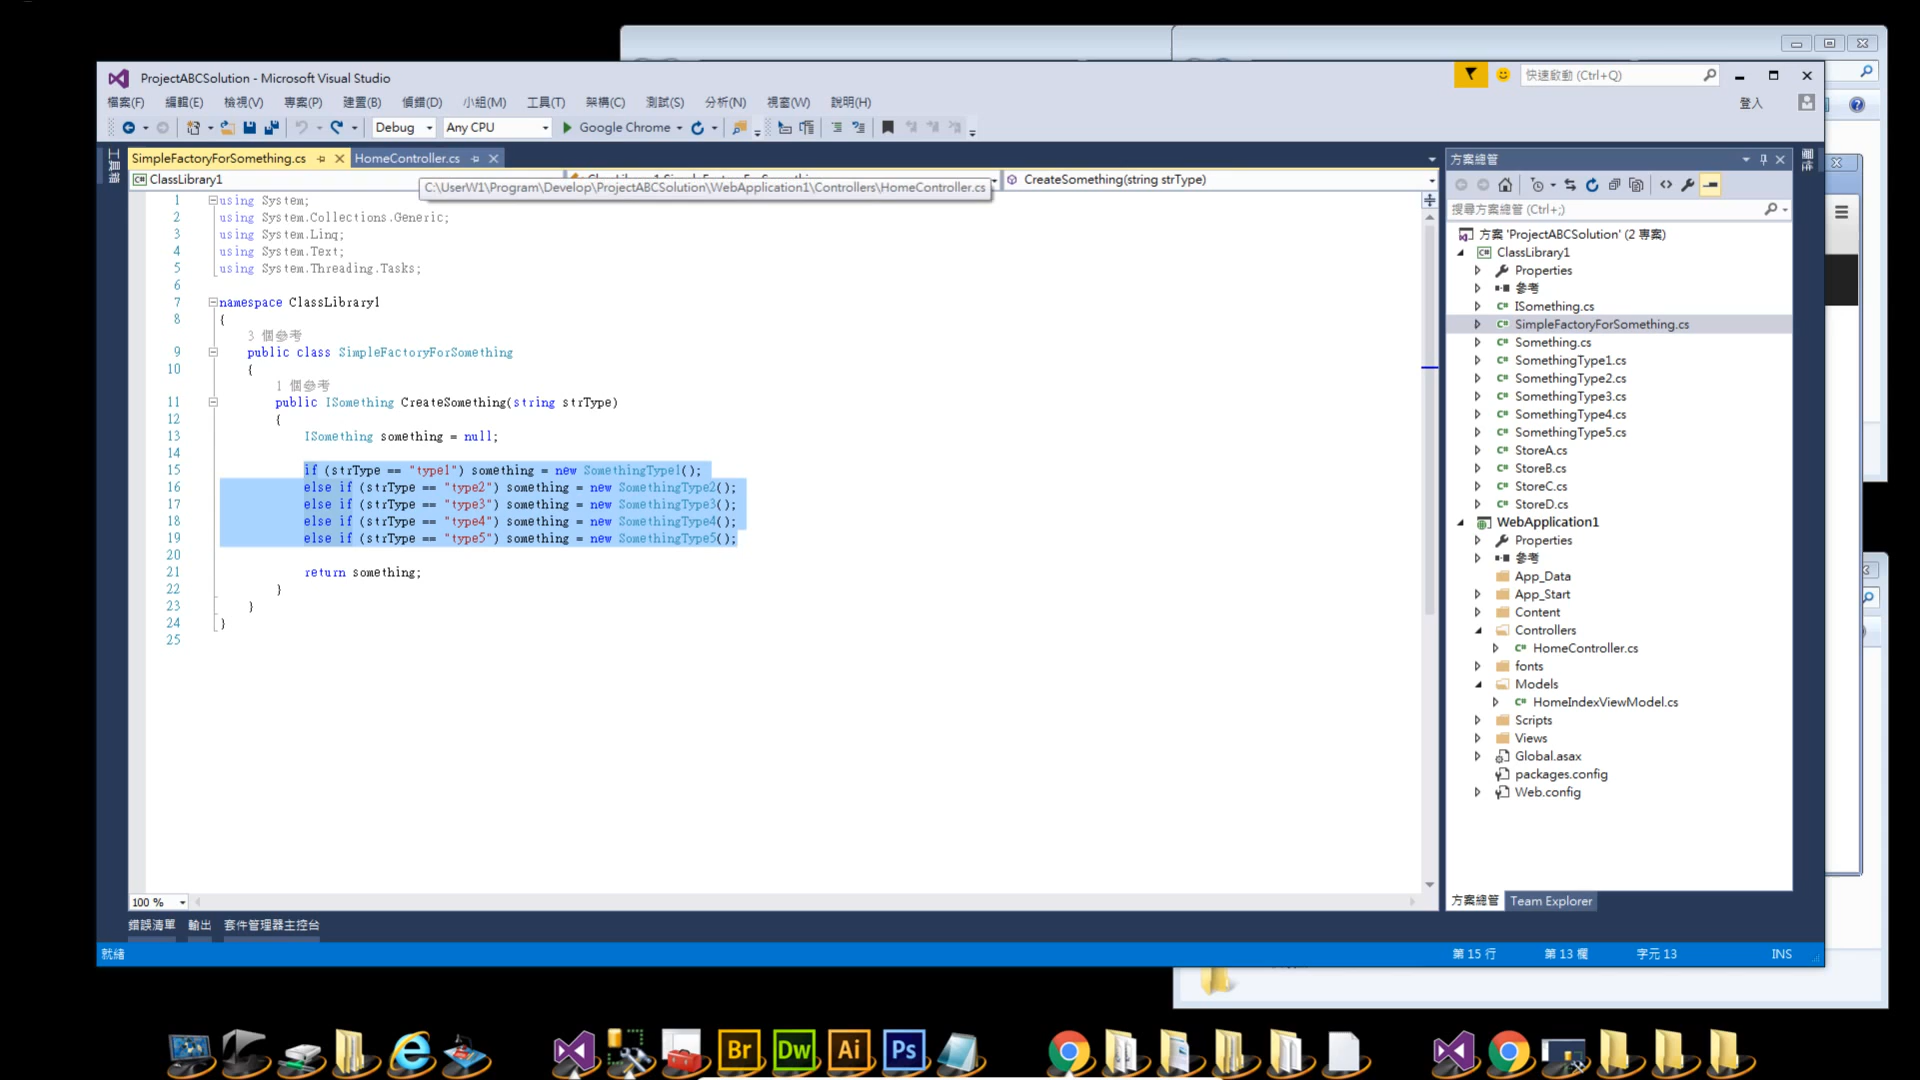 ProjectABCSolution - Microsoft Visual Studio
快速啟動 (Ctrl+Q)
檔案(F) 編輯(E) 檢視(V) 專案(P) 建置(B) 偵錯(D) 小組(M) 工具(T) 架構(C) 測試(S) 分析(N) 視窗(W) 說明(H)
登入
Debug Any CPU Google Chrome
工具箱
SimpleFactoryForSomething.cs HomeController.cs
ClassLibrary1 CreateSomething(string strType)
C:\UserW1\Program\Develop\ProjectABCSolution\WebApplication1\Controllers\HomeController.cs
1 using System;
2 using System.Collections.Generic;
3 using System.Linq;
4 using System.Text;
5 using System.Threading.Tasks;
6
7 namespace ClassLibrary1
8 {
3 個參考
9 public class SimpleFactoryForSomething
10 {
1 個參考
11 public ISomething CreateSomething(string strType)
12 {
13 ISomething something = null;
14
15 if (strType == "type1") something = new SomethingType1();
16 else if (strType == "type2") something = new SomethingType2();
17 else if (strType == "type3") something = new SomethingType3();
18 else if (strType == "type4") something = new SomethingType4();
19 else if (strType == "type5") something = new SomethingType5();
20
21 return something;
22 }
23 }
24 }
25
100 %
錯誤清單 輸出 套件管理器主控台
方案總管
搜尋方案總管 (Ctrl+;)
方案 'ProjectABCSolution' (2 專案)
ClassLibrary1
Properties
參考
ISomething.cs
SimpleFactoryForSomething.cs
Something.cs
SomethingType1.cs
SomethingType2.cs
SomethingType3.cs
SomethingType4.cs
SomethingType5.cs
StoreA.cs
StoreB.cs
StoreC.cs
StoreD.cs
WebApplication1
Properties
參考
App_Data
App_Start
Content
Controllers
HomeController.cs
fonts
Models
HomeIndexViewModel.cs
Scripts
Views
Global.asax
packages.config
Web.config
方案總管 Team Explorer
就緒 第 15 行 第 13 欄 字元 13 INS
Br Dw Ai Ps